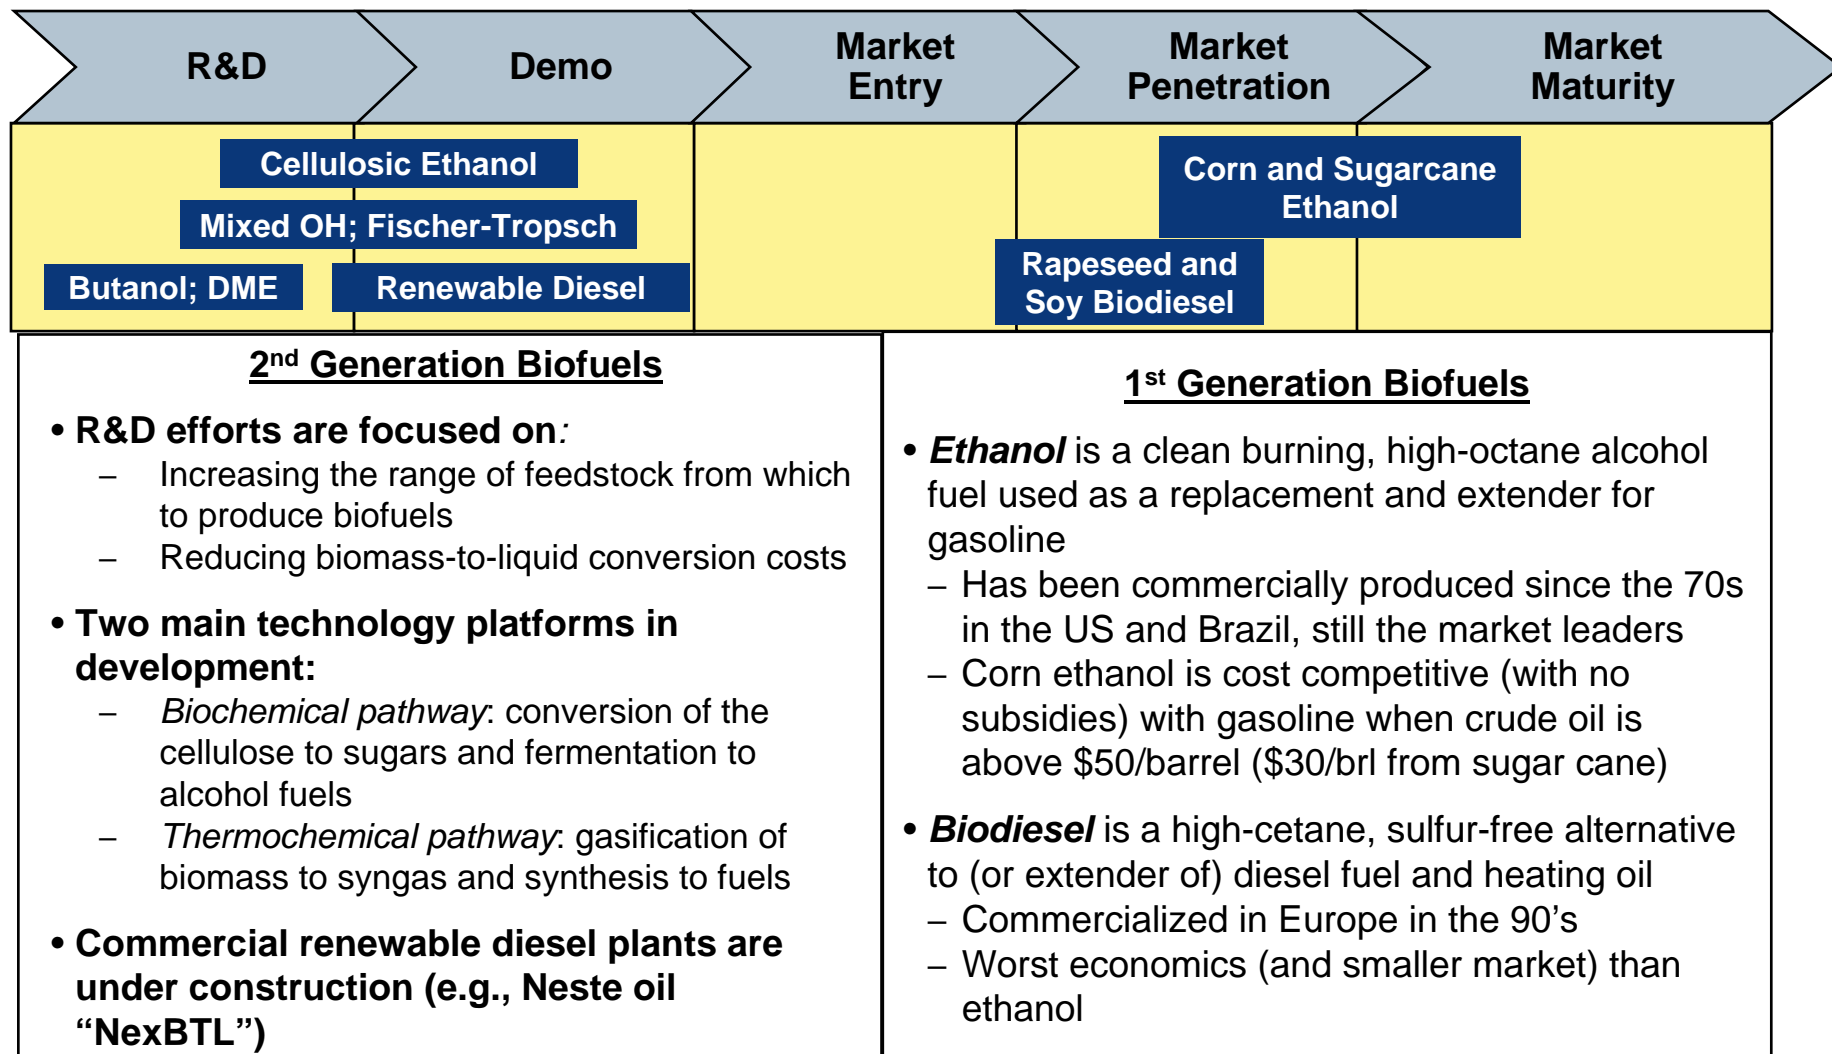 R&D
Demo
Market
Entry
Market
Penetration
Market
Maturity
Cellulosic Ethanol
Mixed OH; Fischer-Tropsch
Butanol; DME
Renewable Diesel
Corn and Sugarcane
Ethanol
Rapeseed and
Soy Biodiesel
2nd Generation Biofuels
• R&D efforts are focused on:
– Increasing the range of feedstock from which
to produce biofuels
– Reducing biomass-to-liquid conversion costs
• Two main technology platforms in
development:
– Biochemical pathway: conversion of the
cellulose to sugars and fermentation to
alcohol fuels
– Thermochemical pathway: gasification of
biomass to syngas and synthesis to fuels
• Commercial renewable diesel plants are
under construction (e.g., Neste oil
“NexBTL”)
1st Generation Biofuels
• Ethanol is a clean burning, high-octane alcohol
fuel used as a replacement and extender for
gasoline
– Has been commercially produced since the 70s
in the US and Brazil, still the market leaders
– Corn ethanol is cost competitive (with no
subsidies) with gasoline when crude oil is
above $50/barrel ($30/brl from sugar cane)
• Biodiesel is a high-cetane, sulfur-free alternative
to (or extender of) diesel fuel and heating oil
– Commercialized in Europe in the 90’s
– Worst economics (and smaller market) than
ethanol